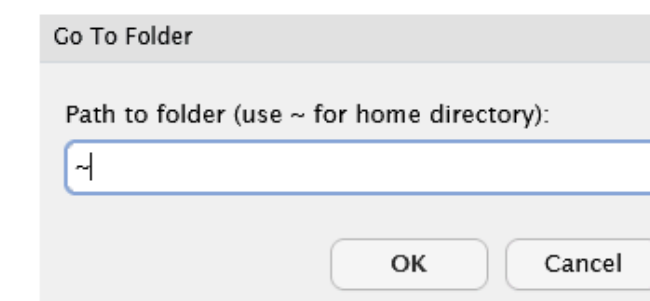 Go To Folder
Path to folder (use ~ for home directory):
~
OK Cancel